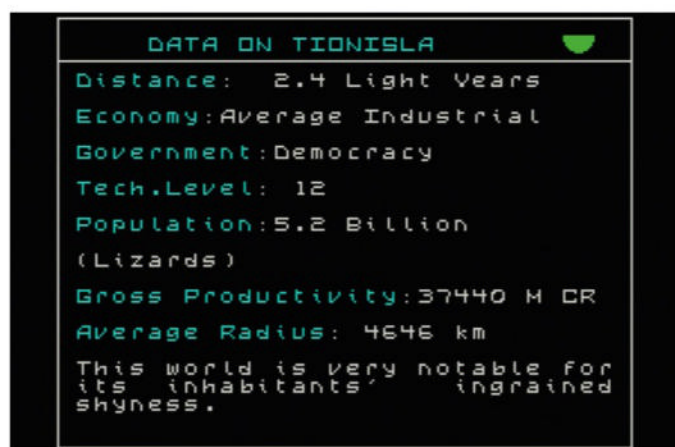 DATA ON TIONISLA
Distance: 2.4 Light Years
Economy:Average Industrial
Government:Democracy
Tech.Level: 12
Population:5.2 Billion
(Lizards)
Gross Productivity:37440 M CR
Average Radius: 4646 km
This world is very notable for
its inhabitants' ingrained
shyness.